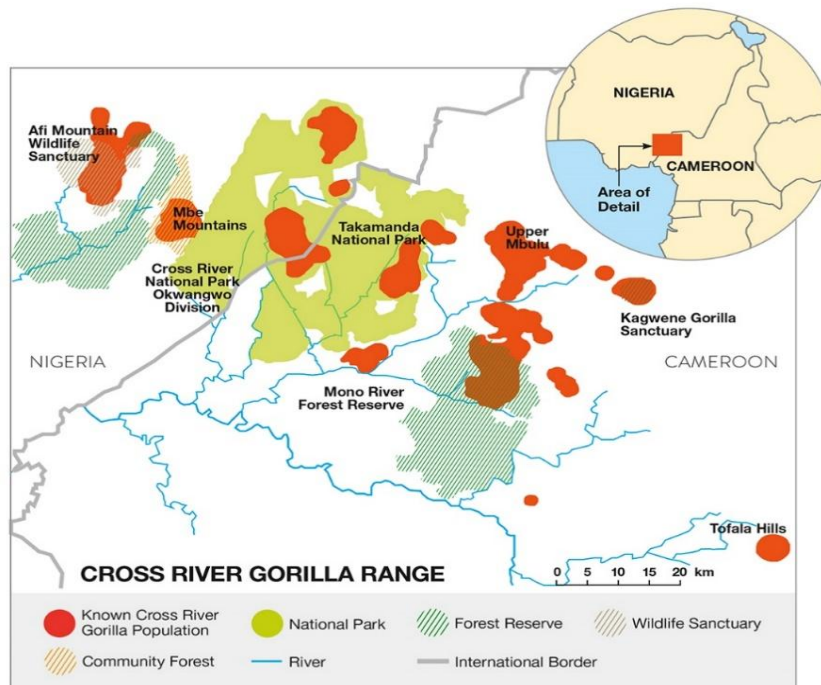 NIGERIA
CAMEROON
Area of
Detail
Afi Mountain
Wildlife
Sanctuary
Mbe
Mountains
Takamanda
National Park
Upper
Mbulu
Cross River
National Park
Okwangwo
Division
Kagwene Gorilla
Sanctuary
NIGERIA
CAMEROON
Mono River
Forest Reserve
Tofala Hills
CROSS RIVER GORILLA RANGE
0 5 10 15 20 km
Known Cross River
Gorilla Population
National Park
Forest Reserve
Wildlife Sanctuary
Community Forest
River
International Border